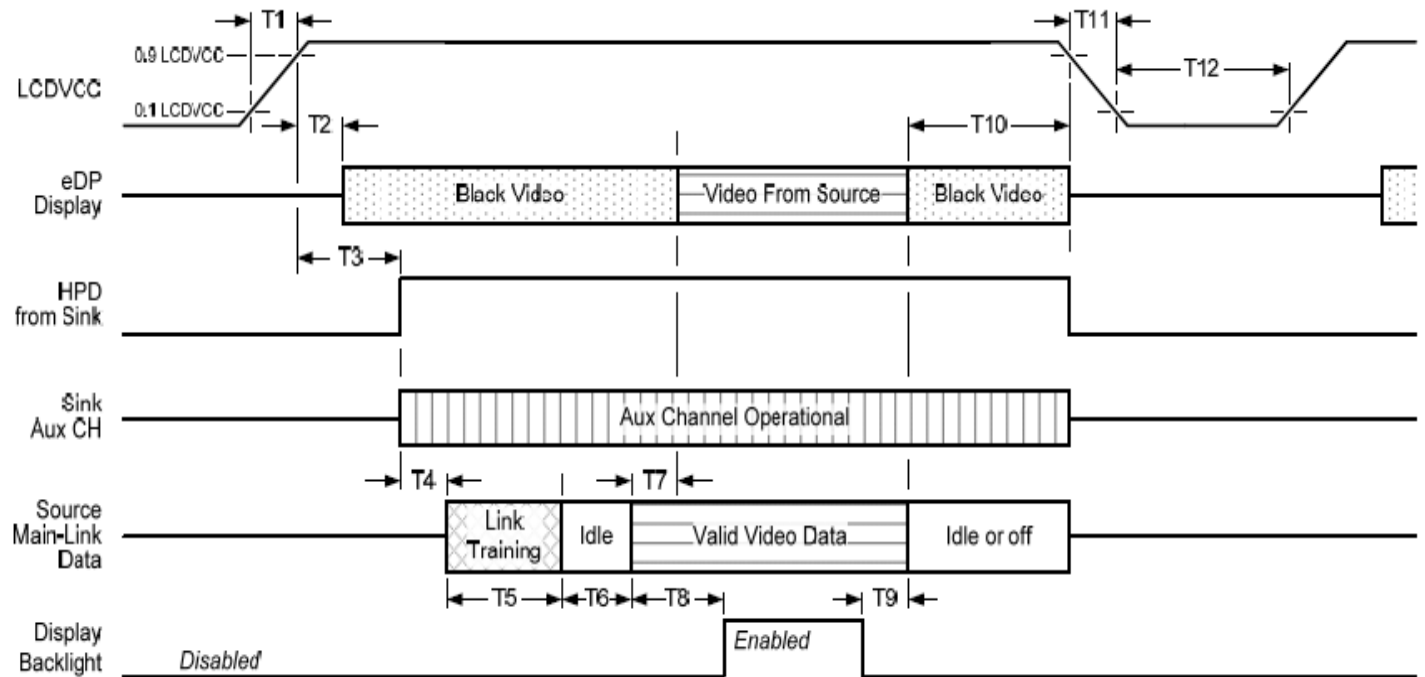 T1
T11
0.9 LCDVCC
LCDVCC
T12
0.1 LCDVCC
T2
T10
eDP
Display
Black Video
Video From Source
Black Video
T3
HPD
from Sink
Sink
Aux CH
Aux Channel Operational
T4
T7
Source
Main-Link
Data
Link
Training
Idle
Valid Video Data
Idle or off
T5
T6
T8
T9
Display
Backlight
Disabled
Enabled